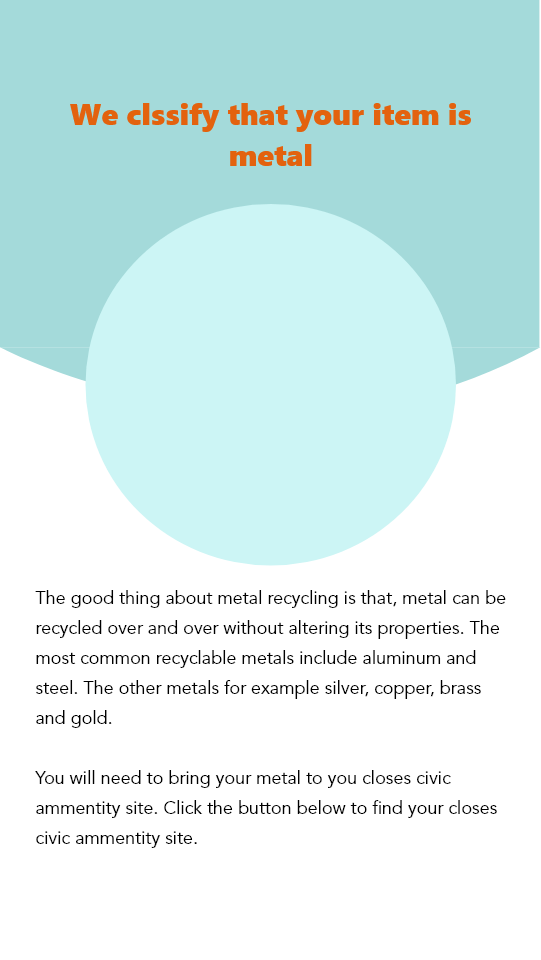 We clssify that your item is
metal
The good thing about metal recycling is that, metal can be
recycled over and over without altering its properties. The
most common recyclable metals include aluminum and
steel. The other metals for example silver, copper, brass
and gold.
You will need to bring your metal to you closes civic
ammentity site. Click the button below to find your closes
civic ammentity site.